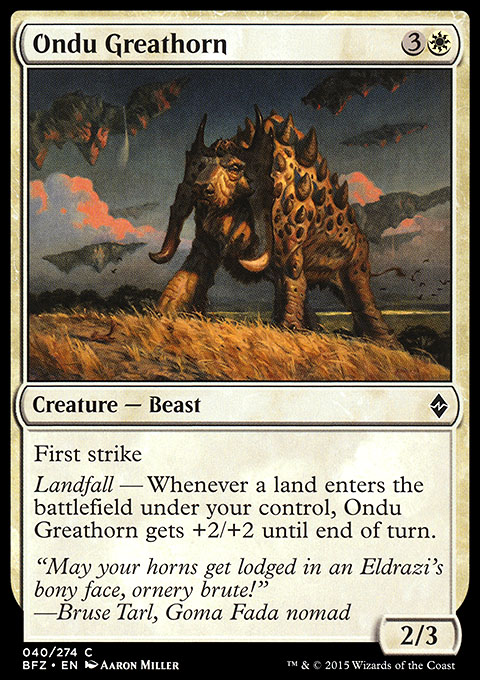 Ondu Greathorn 3
Creature — Beast
First strike
Landfall — Whenever a land enters the
battlefield under your control, Ondu
Greathorn gets +2/+2 until end of turn.
“May your horns get lodged in an Eldrazi’s
bony face, ornery brute!”
—Bruse Tarl, Goma Fada nomad
2/3
040/274 C
BFZ • EN Aaron Miller
™ & © 2015 Wizards of the Coast